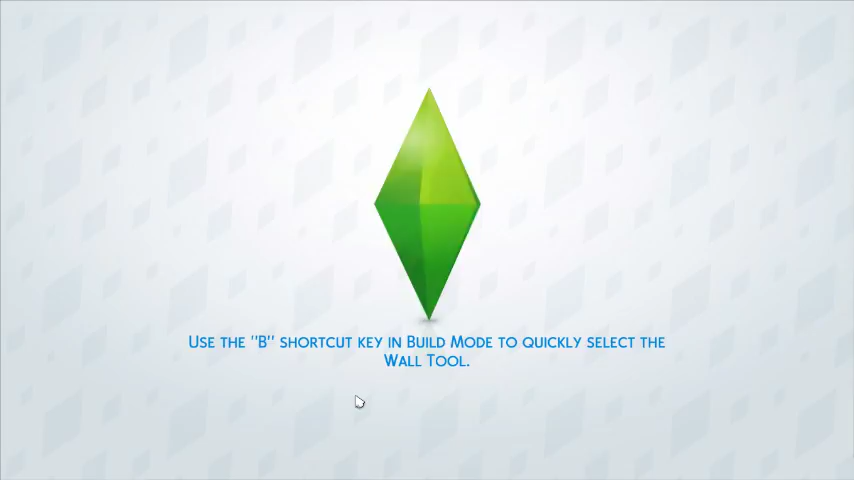 Use the "B" shortcut key in Build Mode to quickly select the
Wall Tool.